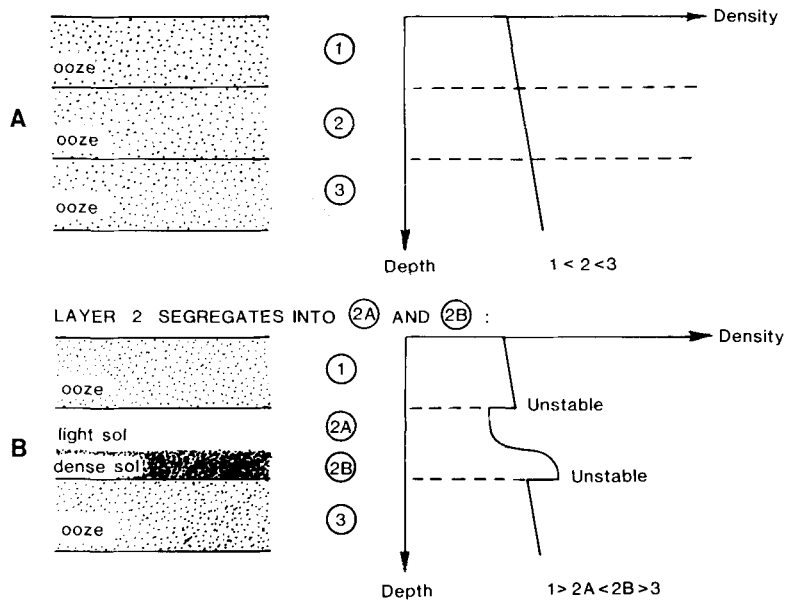 Density
1
ooze
A
2
ooze
3
ooze
Depth
1 < 2 < 3
LAYER 2 SEGREGATES INTO 2A AND 2B :
Density
1
ooze
Unstable
2A
light sol
B
2B
dense sol
Unstable
3
ooze
Depth
1 > 2A < 2B > 3